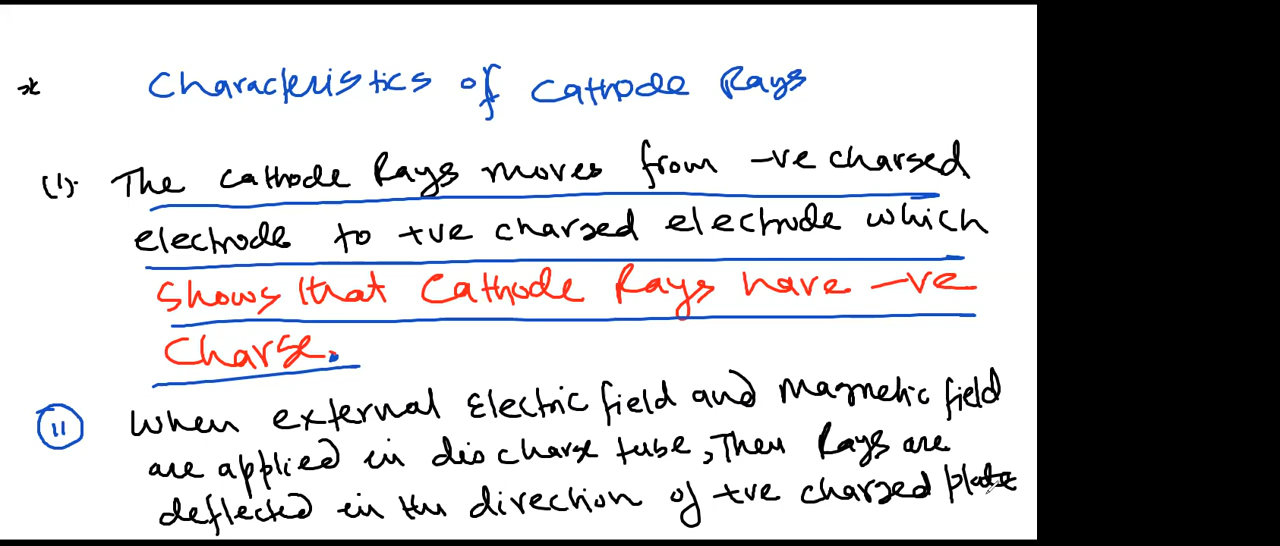 * Characteristics of Cathode Rays
(1). The cathode Rays moves from -ve charged
electrode to +ve charged electrode which
shows that Cathode Rays have -ve
Charge.
(11) When external Electric field and Magnetic field
are applied in discharge tube, Then Rays are
deflected in the direction of +ve charged plate